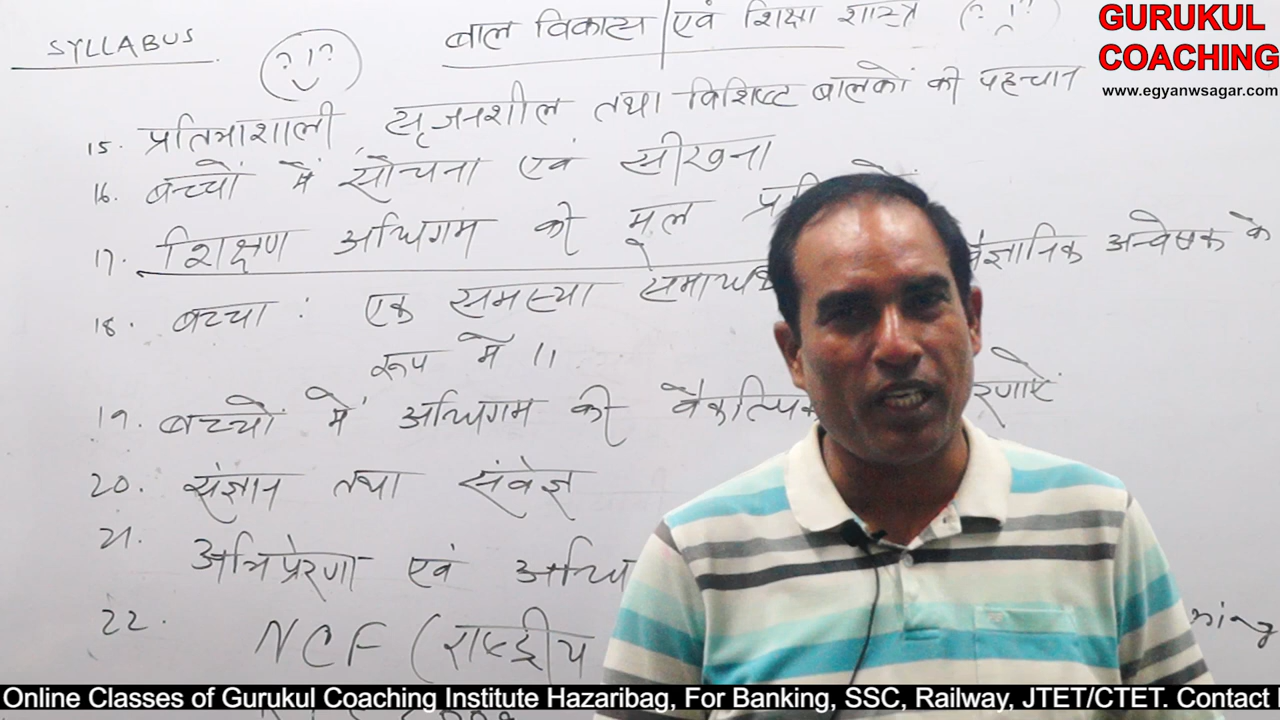 SYLLABUS
? ! ?
बाल विकास एवं शिक्षा शास्त्र (? ! ?
GURUKUL
COACHING
www.egyanwsagar.com
15. प्रतिभाशाली, सृजनशील तथा विशिष्ट बालकों की पहचान
16. बच्चों में सोचना एवं सीखना
17. शिक्षण अधिगम की मूल
18. बच्चा : एक समस्या वैज्ञानिक अन्वेषक के
रूप में ।।
19. बच्चों में अधिगम की
20. संज्ञान तथा
21. अभिप्रेरणा एवं
22. NCF (राष्ट्रीय
Online Classes of Gurukul Coaching Institute Hazaribag, For Banking, SSC, Railway, JTET/CTET. Contact